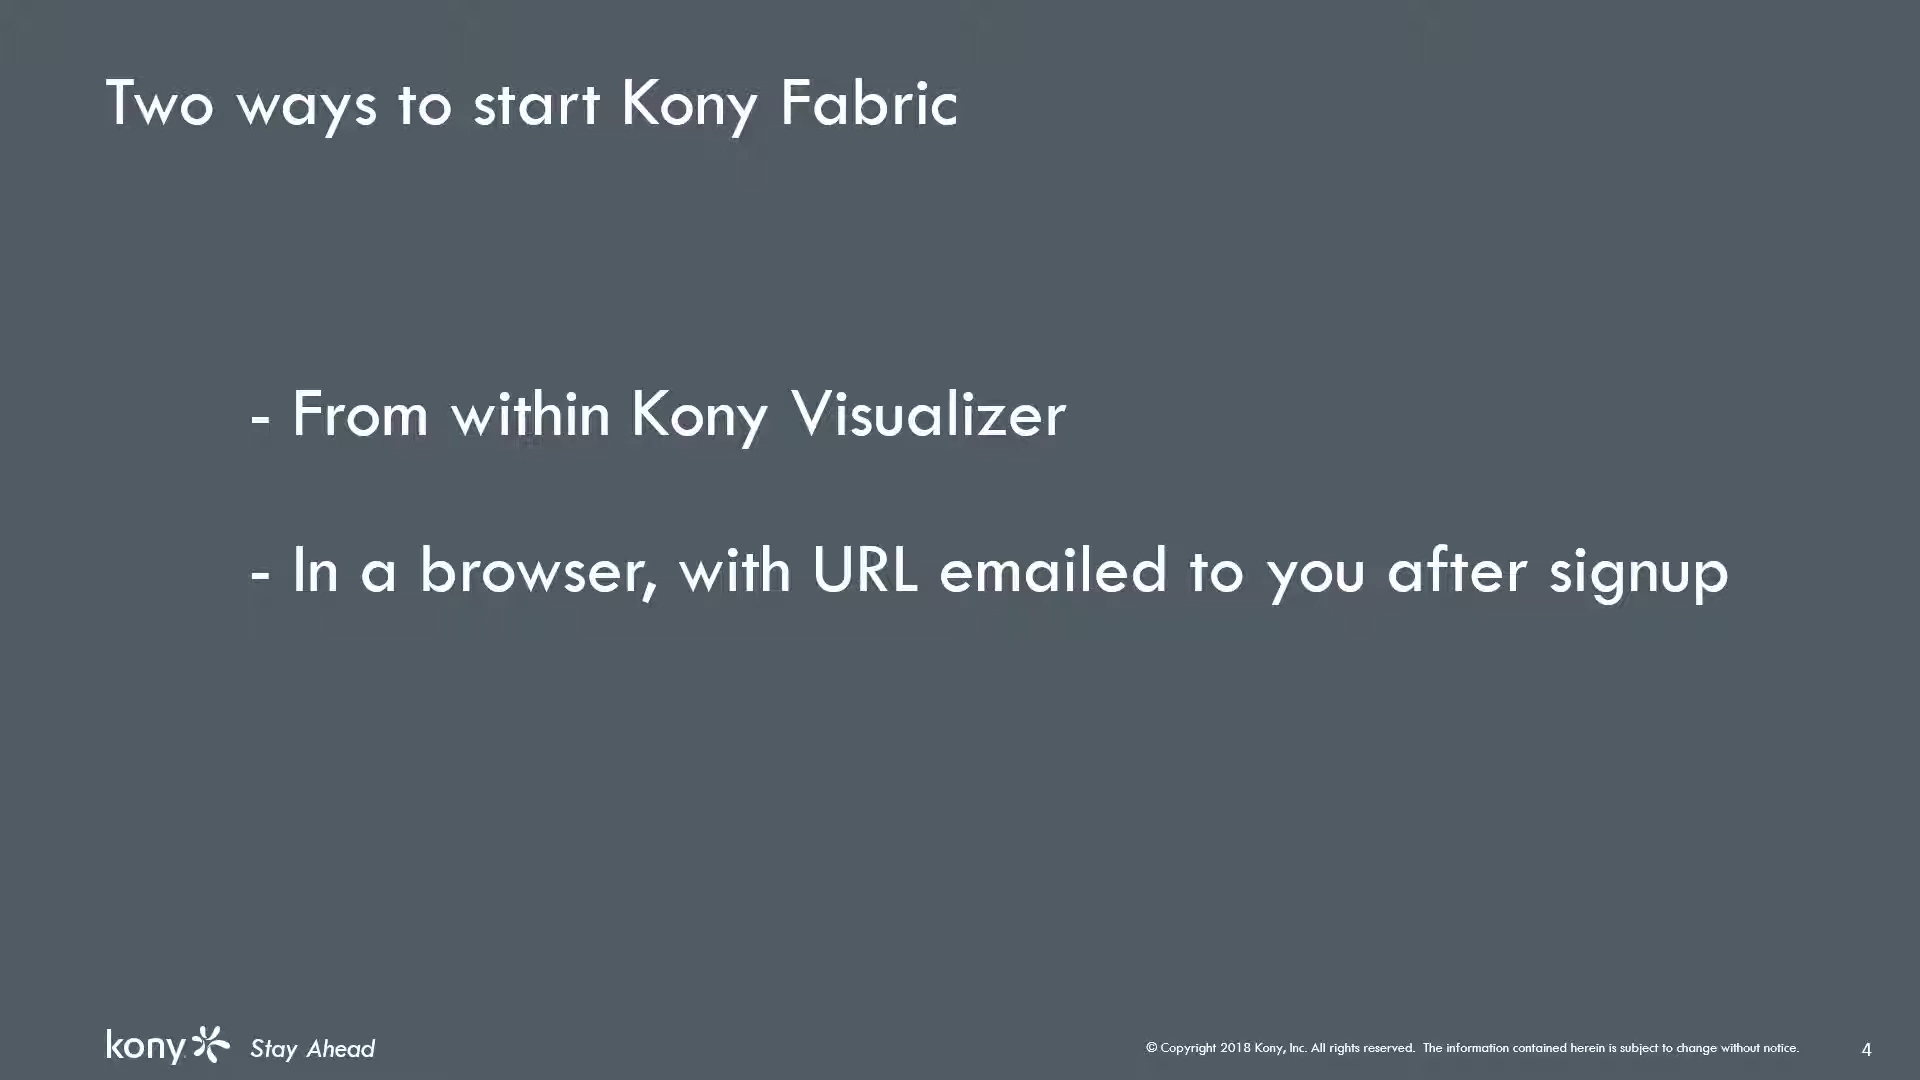 Two ways to start Kony Fabric
- From within Kony Visualizer
- In a browser, with URL emailed to you after signup
kony Stay Ahead
© Copyright 2018 Kony, Inc. All rights reserved. The information contained herein is subject to change without notice.
4